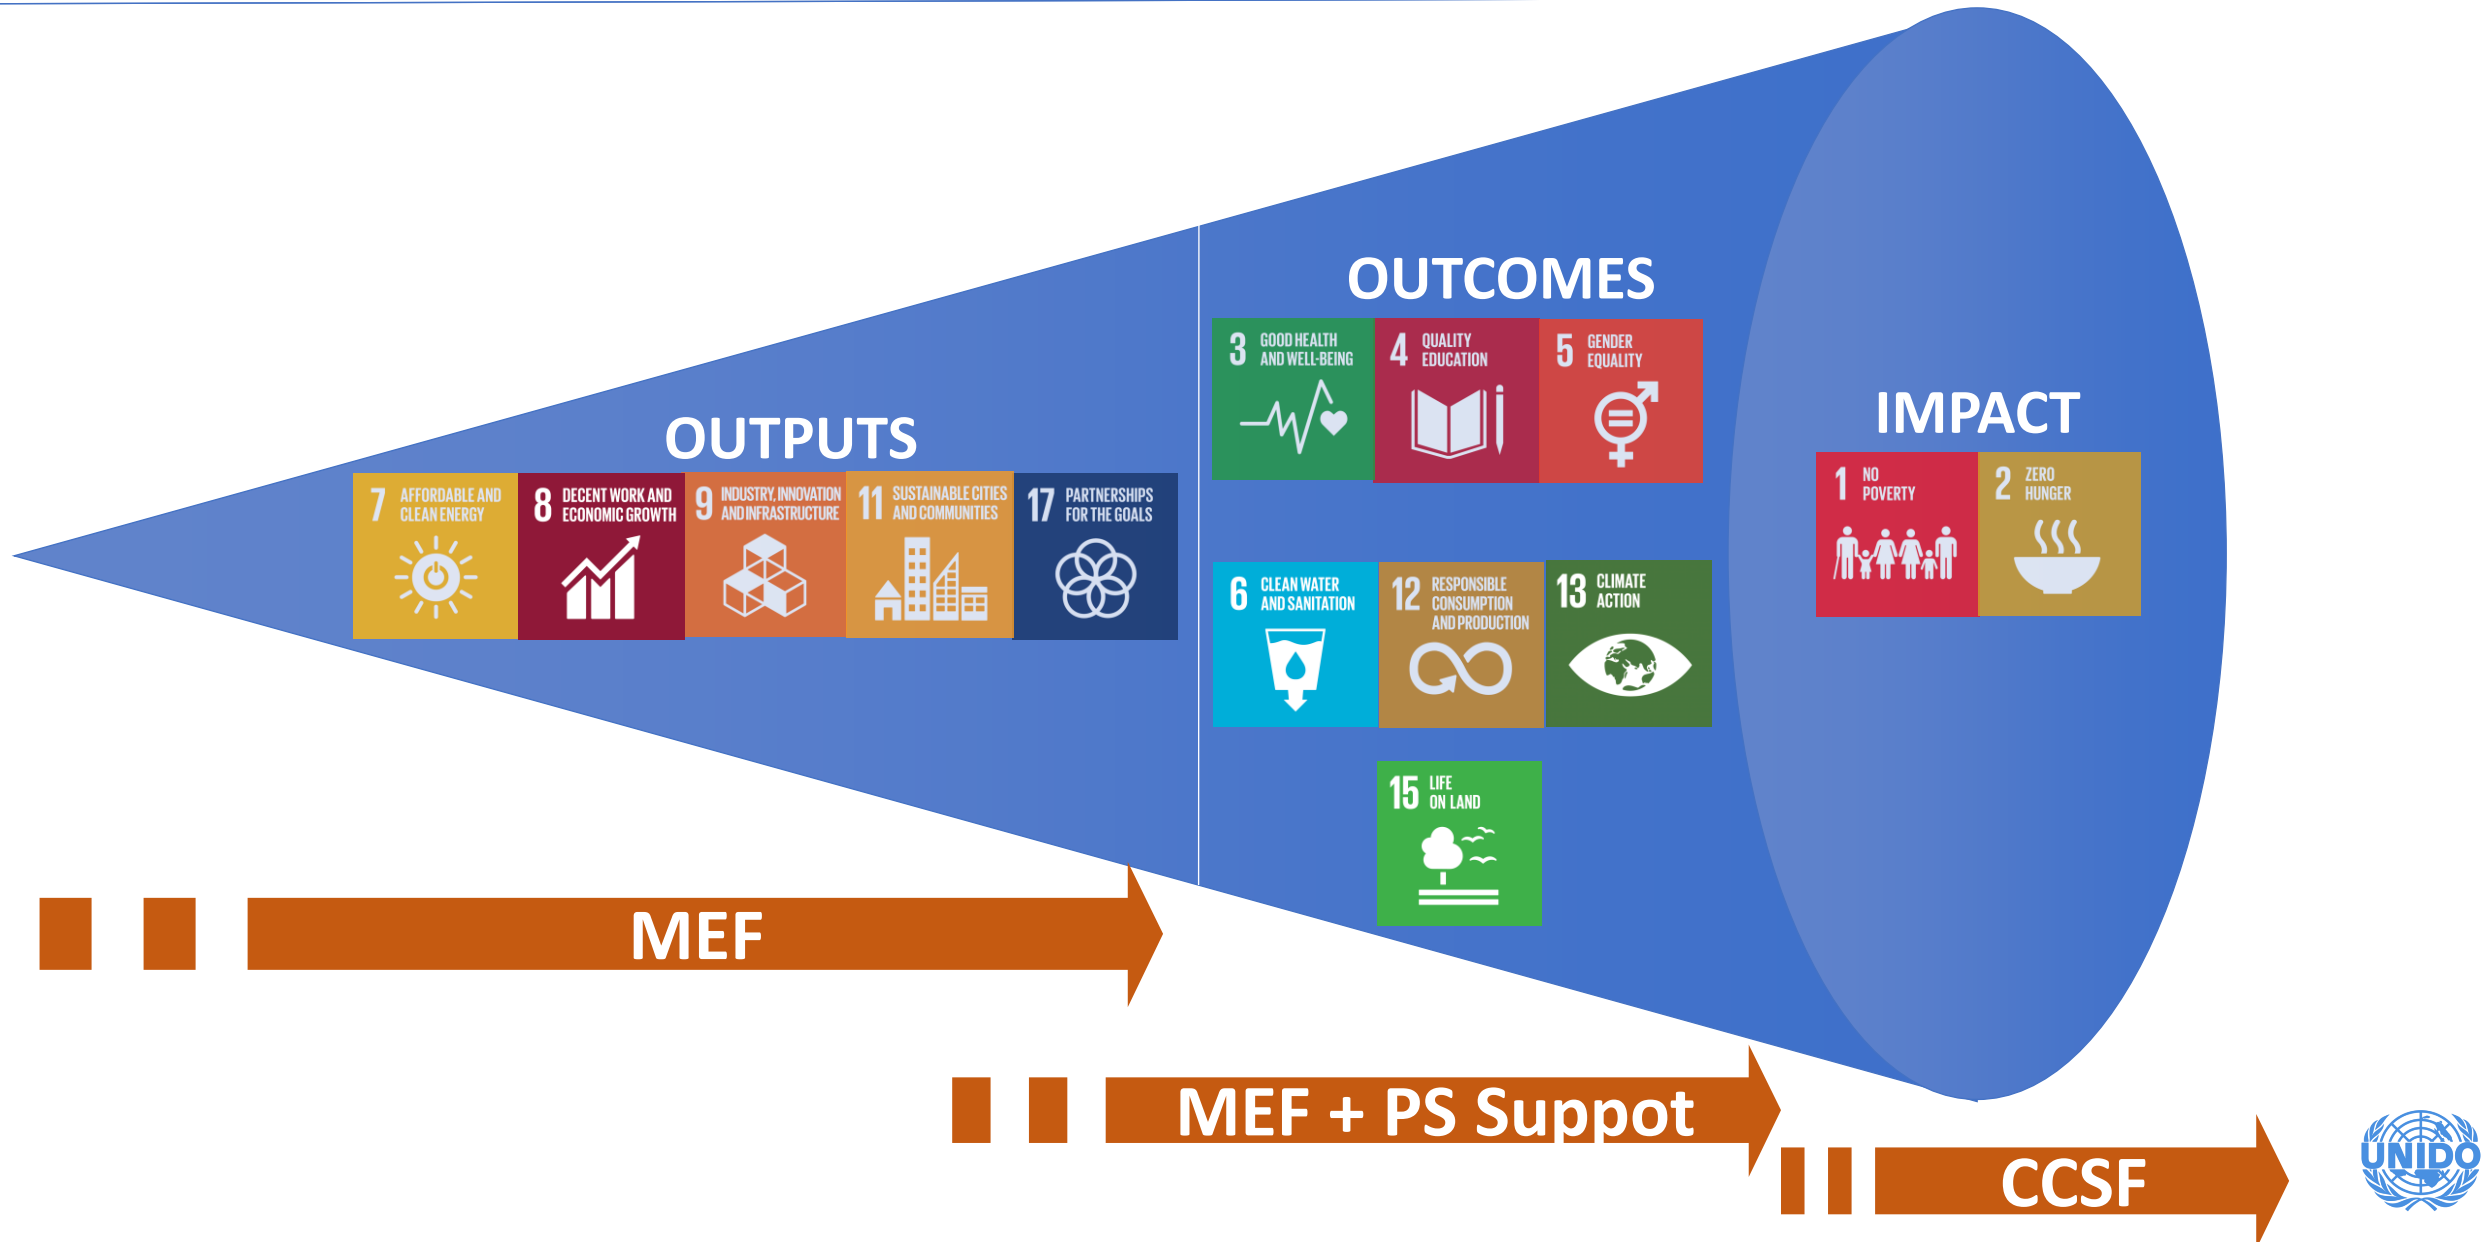 OUTPUTS
7 AFFORDABLE AND
CLEAN ENERGY
8 DECENT WORK AND
ECONOMIC GROWTH
9 INDUSTRY, INNOVATION
AND INFRASTRUCTURE
11 SUSTAINABLE CITIES
AND COMMUNITIES
17 PARTNERSHIPS
FOR THE GOALS
OUTCOMES
3 GOOD HEALTH
AND WELL-BEING
4 QUALITY
EDUCATION
5 GENDER
EQUALITY
6 CLEAN WATER
AND SANITATION
12 RESPONSIBLE
CONSUMPTION
AND PRODUCTION
13 CLIMATE
ACTION
15 LIFE
ON LAND
IMPACT
1 NO
POVERTY
2 ZERO
HUNGER
MEF
MEF + PS Suppot
CCSF
UNIDO